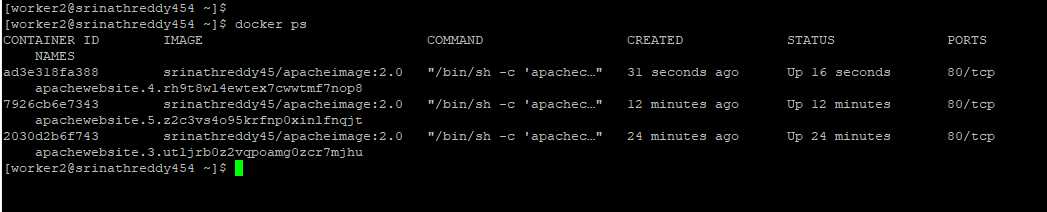 [worker2@srinathreddy454 ~]$
[worker2@srinathreddy454 ~]$ docker ps
CONTAINER ID        IMAGE                            COMMAND                  CREATED             STATUS              PORTS
    NAMES
ad3e318fa388        srinathreddy45/apacheimage:2.0   "/bin/sh -c 'apachec…"   31 seconds ago      Up 16 seconds       80/tcp
    apachewebsite.4.rh9t8wl4ewtex7cwwtmf7nop8
7926cb6e7343        srinathreddy45/apacheimage:2.0   "/bin/sh -c 'apachec…"   12 minutes ago      Up 12 minutes       80/tcp
    apachewebsite.5.z2c3vs4o95krfnp0xinlfnqjt
2030d2b6f743        srinathreddy45/apacheimage:2.0   "/bin/sh -c 'apachec…"   24 minutes ago      Up 24 minutes       80/tcp
    apachewebsite.3.utljrb0z2vqpoamg0zcr7mjhu
[worker2@srinathreddy454 ~]$